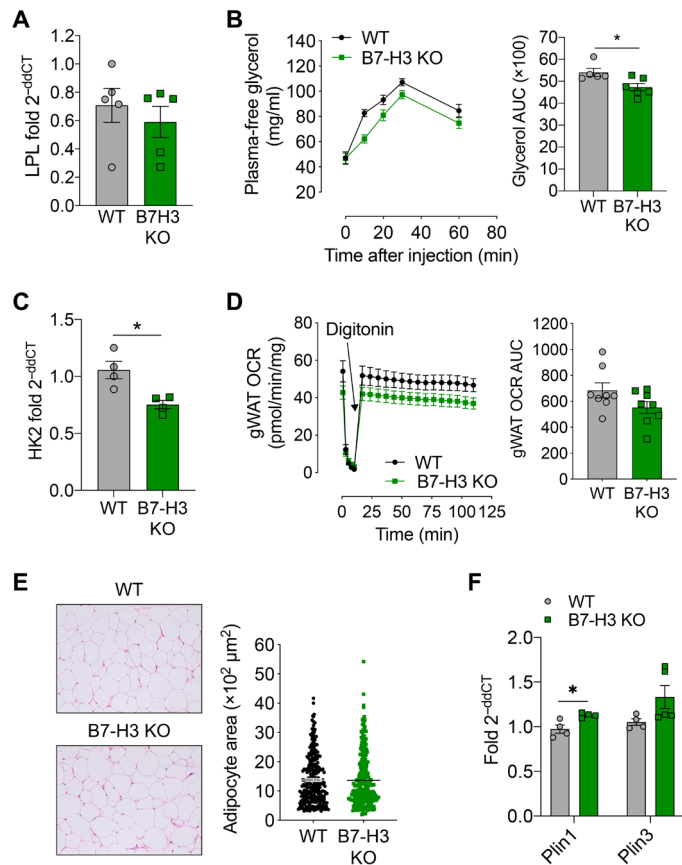 A
LPL fold 2–ddCT
1.2
1.0
0.8
0.6
0.4
0.2
0.0
WT
B7H3
KO
B
WT
B7-H3 KO
Plasma-free glycerol
(mg/ml)
140
120
100
80
60
40
20
0
20
40
60
80
Time after injection (min)
Glycerol AUC (×100)
70
60
50
40
30
20
10
0
*
WT
B7-H3
KO
C
HK2 fold 2–ddCT
1.5
1.0
0.5
0.0
*
WT
B7-H3
KO
D
gWAT OCR
(pmol/min/mg)
80
60
40
20
0
Digitonin
WT
B7-H3 KO
0
25
50
75
100
125
Time (min)
gWAT OCR AUC
1200
1000
800
600
400
200
0
WT
B7-H3
KO
E
WT
B7-H3 KO
Adipocyte area (×10² μm²)
60
50
40
30
20
10
0
WT
B7-H3
KO
F
WT
B7-H3 KO
Fold 2–ddCT
2.0
1.5
1.0
0.5
0.0
*
Plin1
Plin3